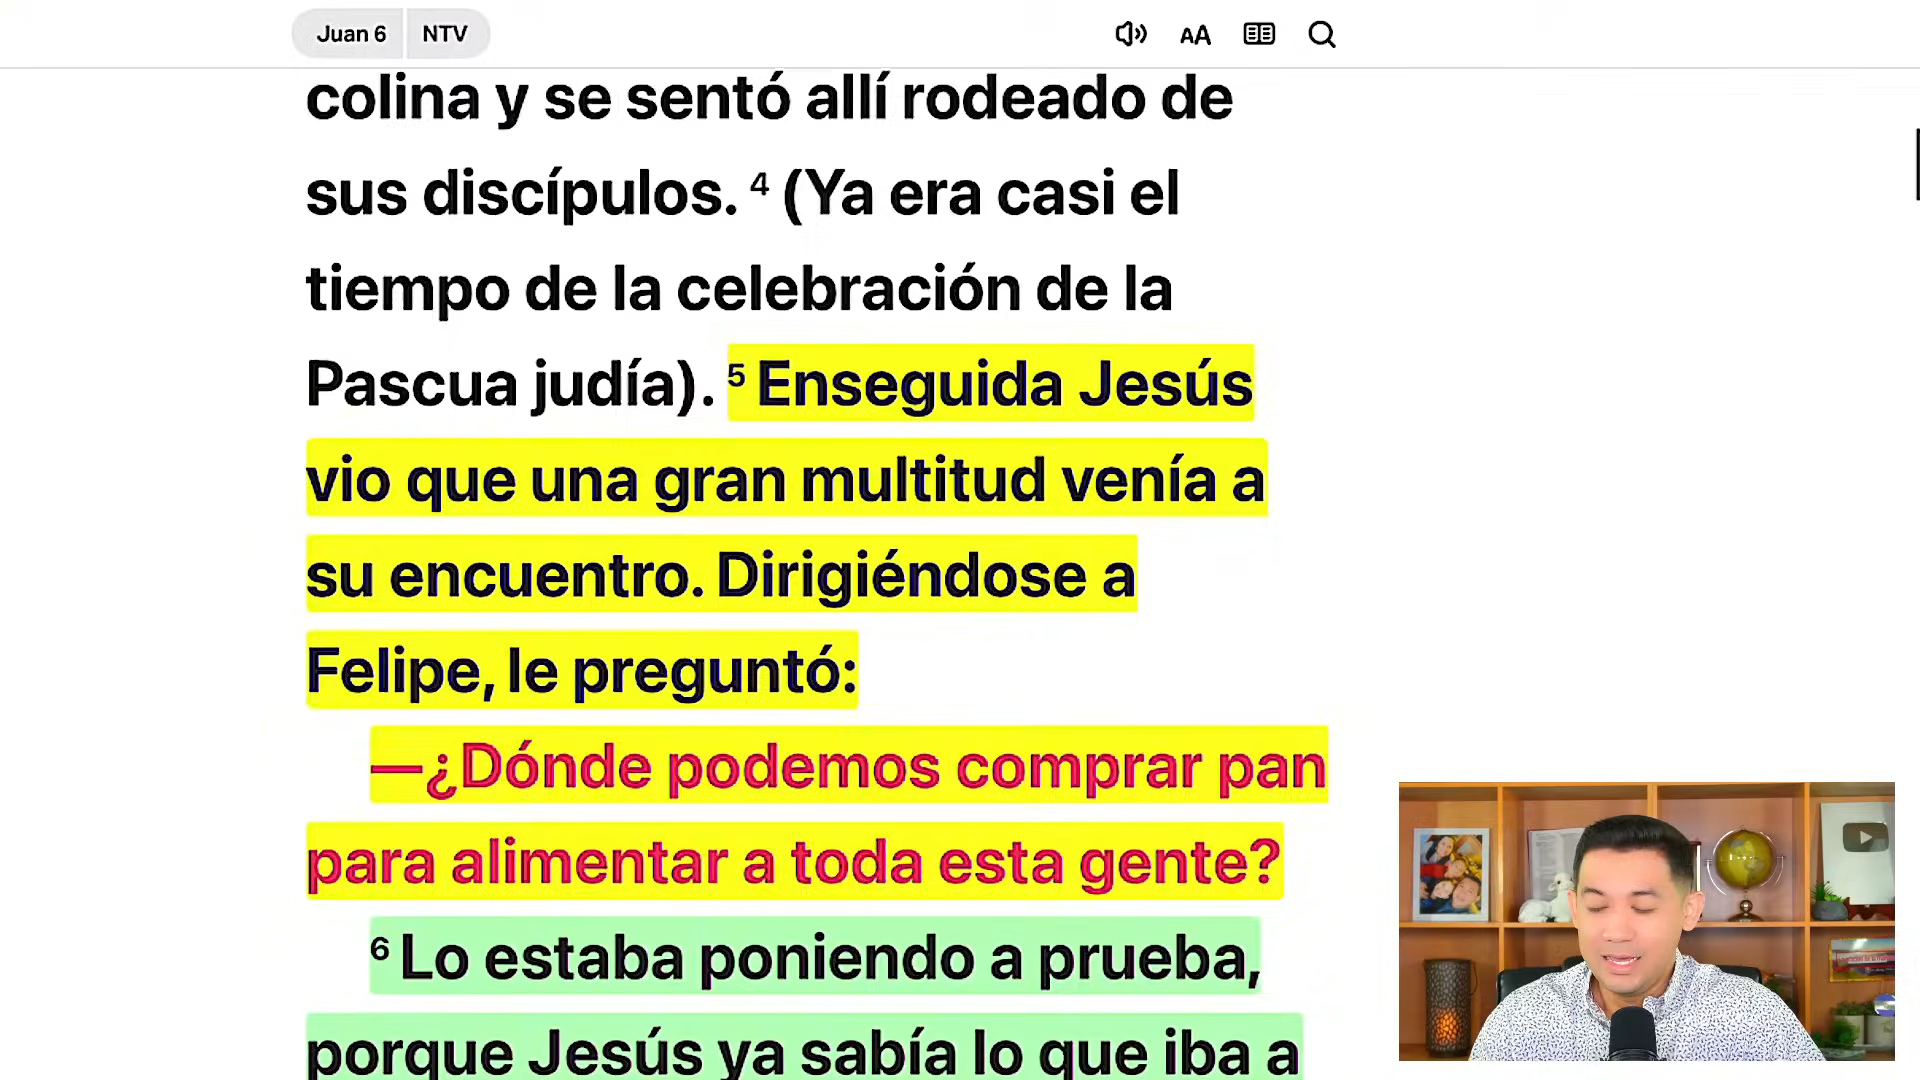 Juan 6 NTV AA
colina y se sentó allí rodeado de
sus discípulos. 4 (Ya era casi el
tiempo de la celebración de la
Pascua judía). 5 Enseguida Jesús
vio que una gran multitud venía a
su encuentro. Dirigiéndose a
Felipe, le preguntó:
—¿Dónde podemos comprar pan
para alimentar a toda esta gente?
6 Lo estaba poniendo a prueba,
porque Jesús ya sabía lo que iba a